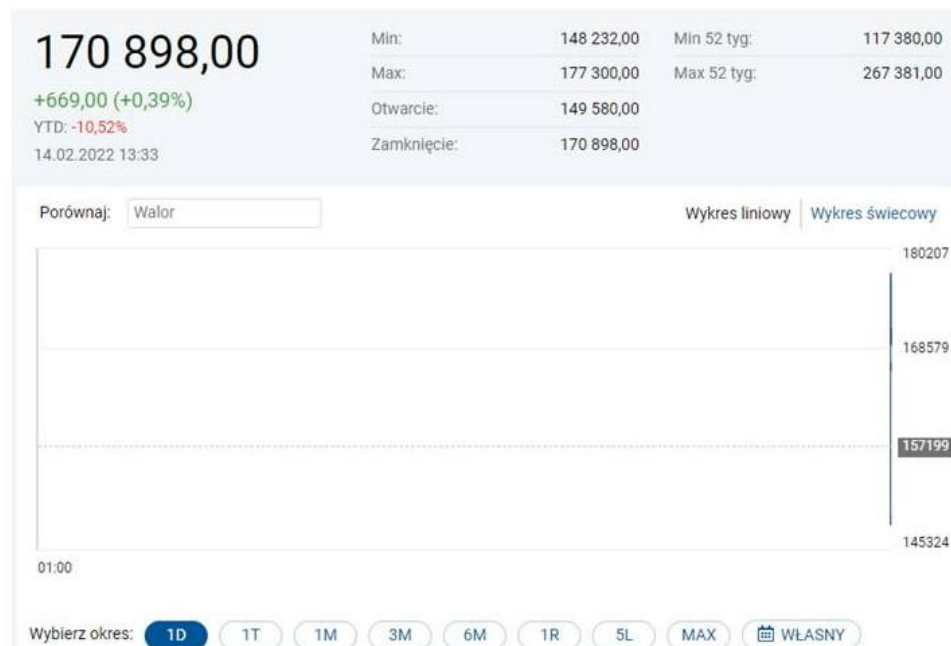 170 898,00
+669,00 (+0,39%)
YTD: -10,52%
14.02.2022 13:33
Min: 148 232,00
Max: 177 300,00
Otwarcie: 149 580,00
Zamknięcie: 170 898,00
Min 52 tyg: 117 380,00
Max 52 tyg: 267 381,00
Porównaj: Walor
Wykres liniowy Wykres świecowy
180207
168579
157199
145324
01:00
Wybierz okres: 1D 1T 1M 3M 6M 1R 5L MAX WŁASNY